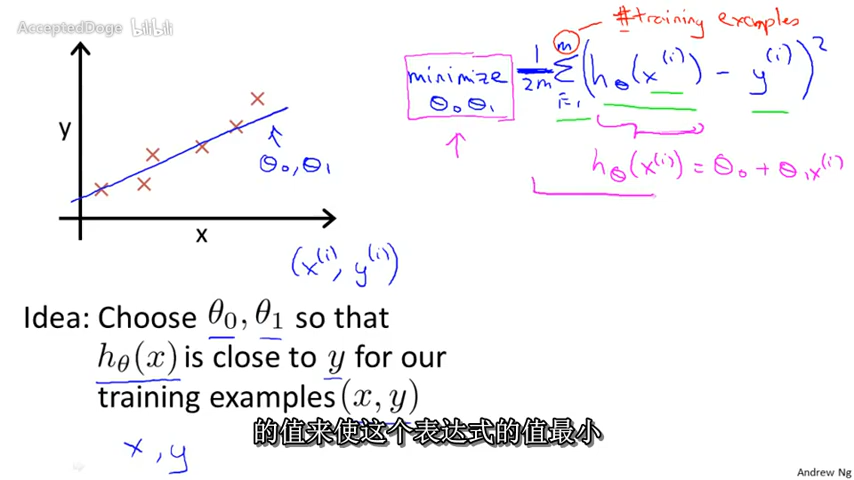 AcceptedDoge bilibili
#training examples
minimize
θ₀ θ₁
1/2m m Σ i=1 (hθ(x⁽ⁱ⁾) - y⁽ⁱ⁾)²
hθ(x⁽ⁱ⁾) = θ₀ + θ₁x⁽ⁱ⁾
y
θ₀, θ₁
x
(x⁽ⁱ⁾, y⁽ⁱ⁾)
Idea: Choose θ₀, θ₁ so that
hθ(x) is close to y for our
training examples (x, y)
x, y
的值来使这个表达式的值最小
Andrew Ng